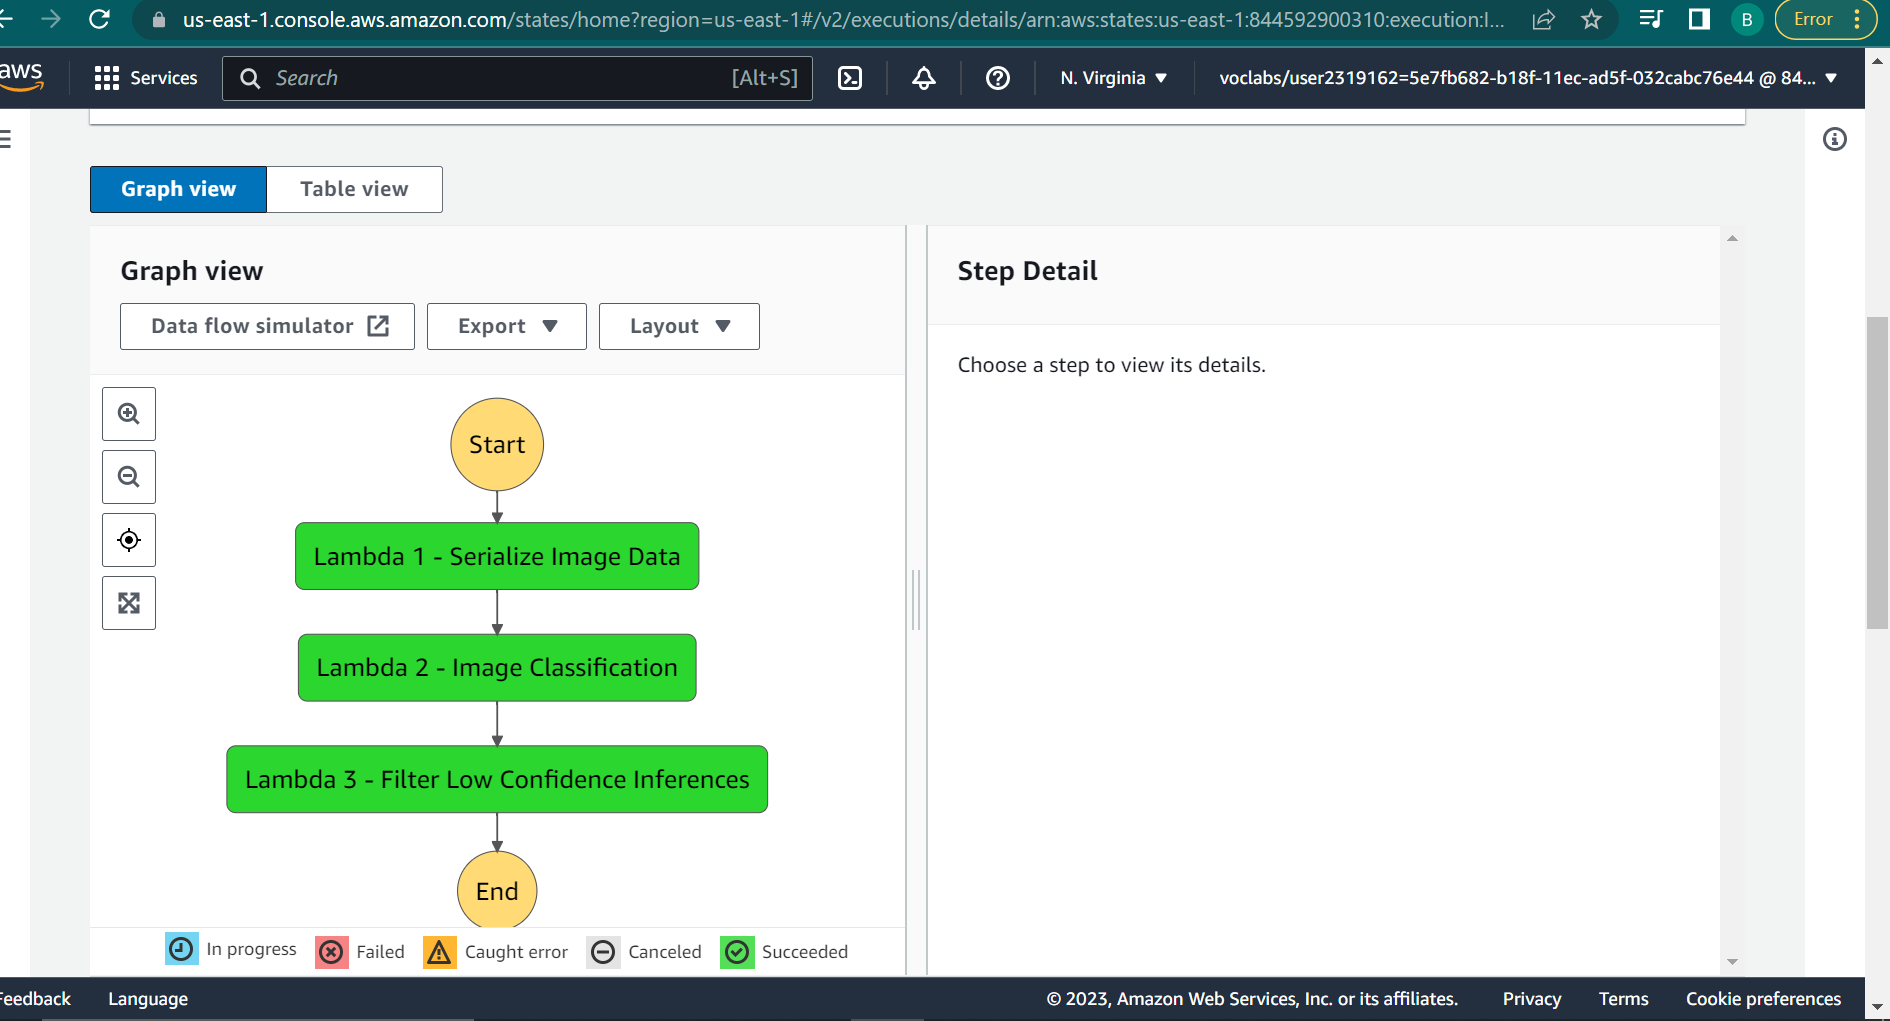 us-east-1.console.aws.amazon.com/states/home?region=us-east-1#/v2/executions/details/arn:aws:states:us-east-1:844592900310:execution:I...
B
Error
aws
Services
Search
[Alt+S]
N. Virginia
voclabs/user2319162=5e7fb682-b18f-11ec-ad5f-032cabc76e44 @ 84...
Graph view
Table view
Graph view
Data flow simulator
Export
Layout
Start
Lambda 1 - Serialize Image Data
Lambda 2 - Image Classification
Lambda 3 - Filter Low Confidence Inferences
End
In progress
Failed
Caught error
Canceled
Succeeded
Step Detail
Choose a step to view its details.
eedback
Language
© 2023, Amazon Web Services, Inc. or its affiliates.
Privacy
Terms
Cookie preferences